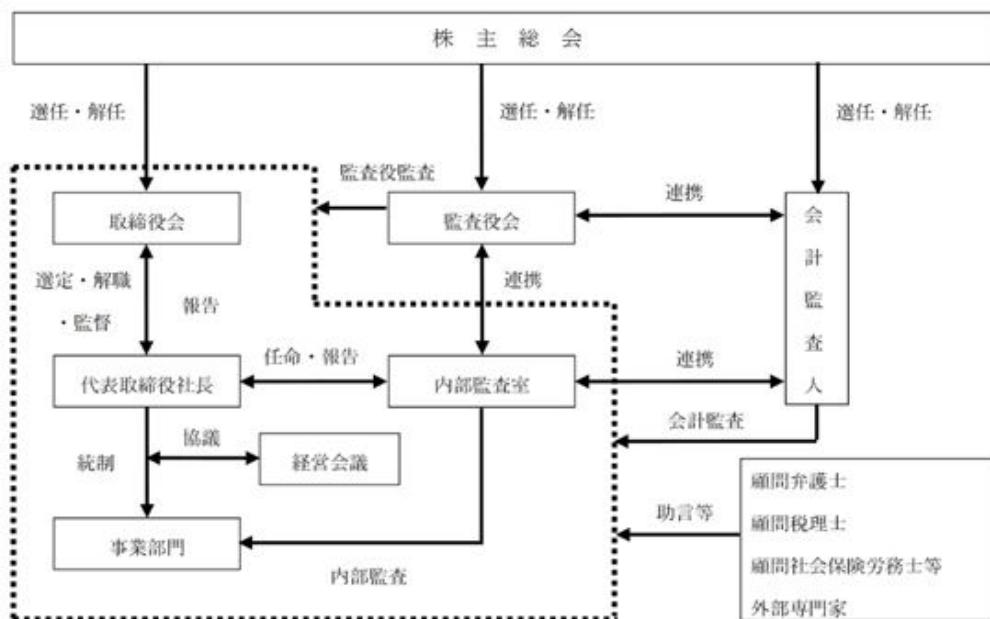 株主総会
選任・解任
選任・解任
選任・解任
監査役監査
連携
取締役会
監査役会
会計監査人
選定・解職
・監督
報告
連携
任命・報告
連携
代表取締役社長
内部監査室
会計監査
協議
統制
経営会議
顧問弁護士
顧問税理士
顧問社会保険労務士等
外部専門家
助言等
事業部門
内部監査